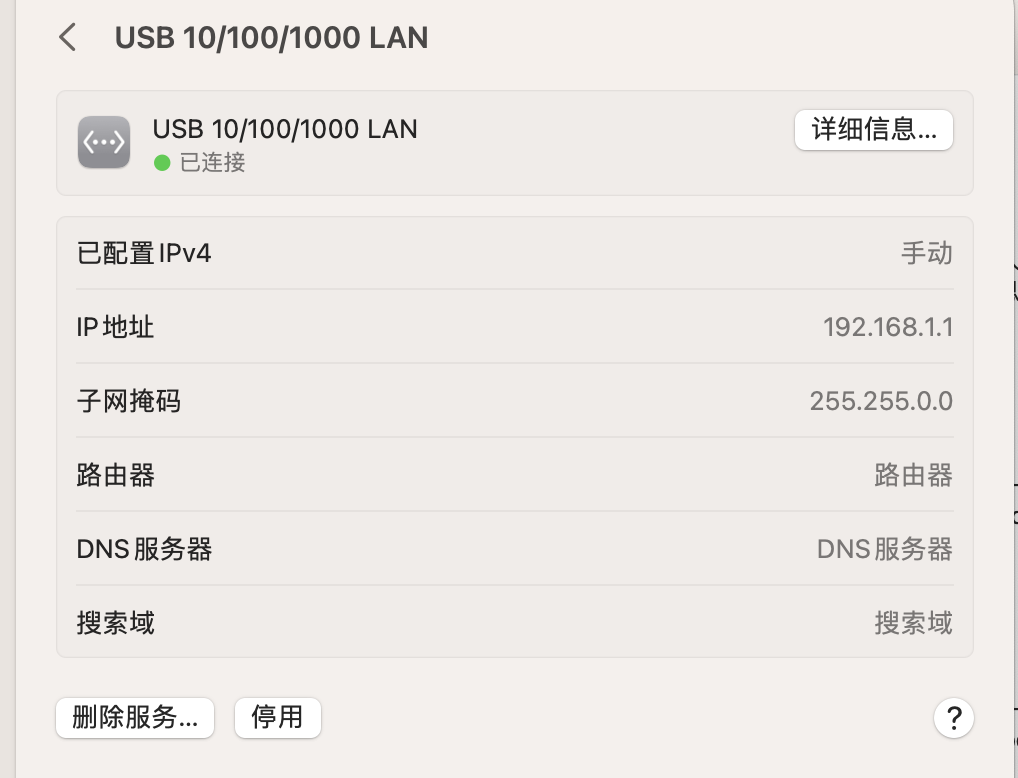 USB 10/100/1000 LAN
USB 10/100/1000 LAN
详细信息...
已连接
已配置IPv4
手动
IP地址
192.168.1.1
子网掩码
255.255.0.0
路由器
路由器
DNS服务器
DNS服务器
搜索域
搜索域
删除服务...
停用
?